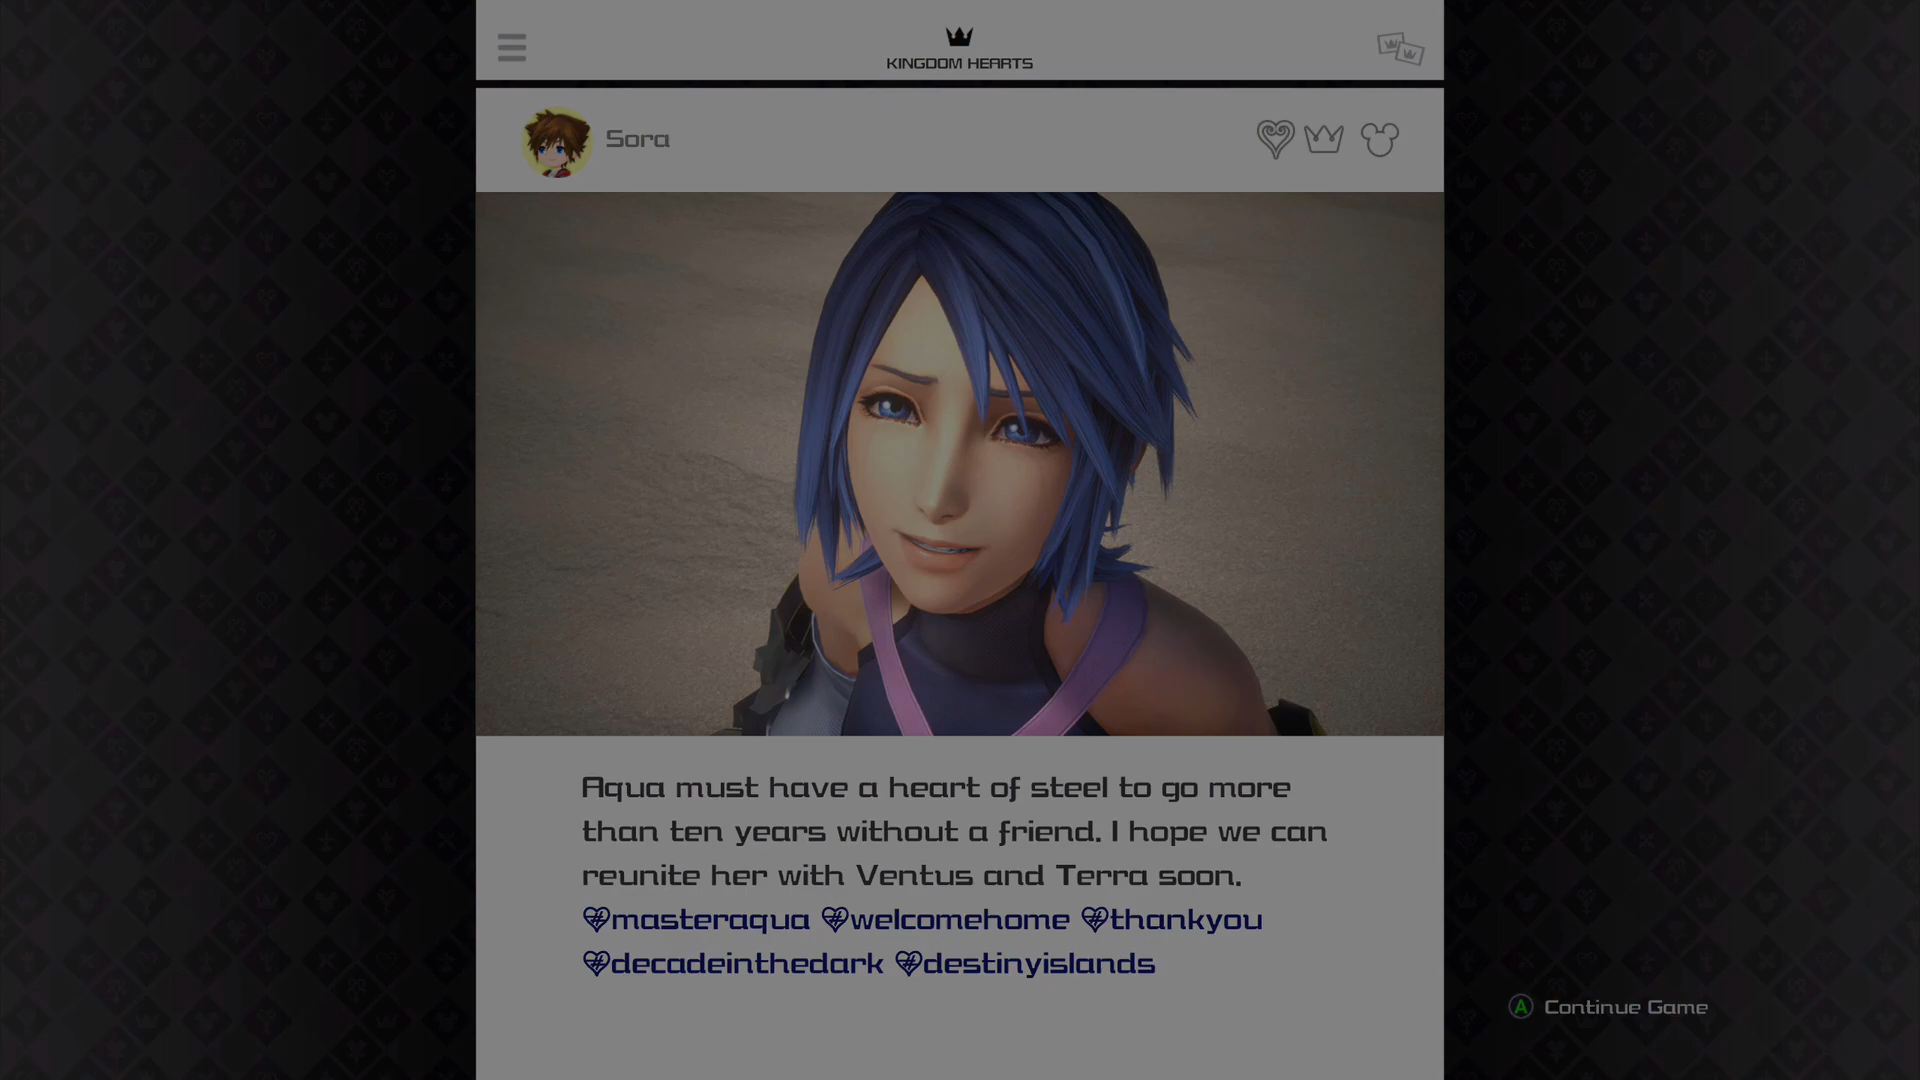 KINGDOM HEARTS
Sora
Aqua must have a heart of steel to go more
than ten years without a friend. I hope we can
reunite her with Ventus and Terra soon.
#masteraqua #welcomehome #thankyou
#decadeinthedark #destinyislands
A Continue Game